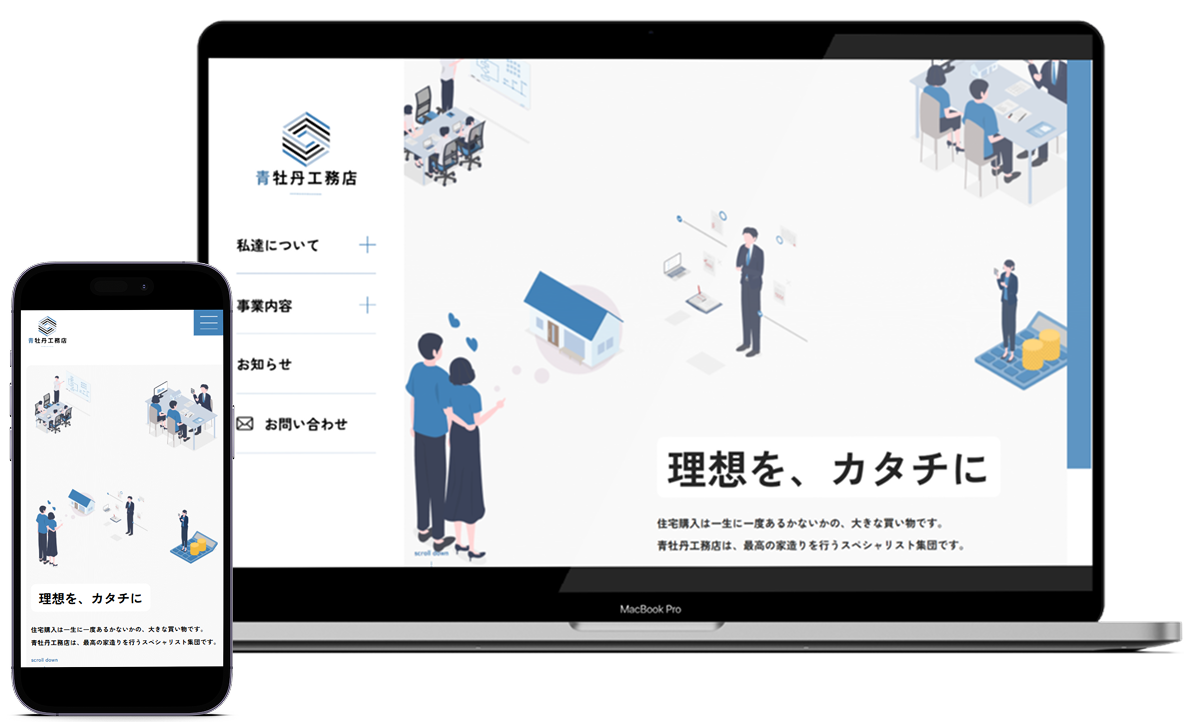 青牡丹工務店
私達について
事業内容
お知らせ
お問い合わせ
理想を、カタチに
住宅購入は一生に一度あるかないかの、大きな買い物です。
青牡丹工務店は、最高の家造りを行うスペシャリスト集団です。
scroll down
MacBook Pro
青牡丹工務店
理想を、カタチに
住宅購入は一生に一度あるかないかの、大きな買い物です。
青牡丹工務店は、最高の家造りを行うスペシャリスト集団です。
scroll down